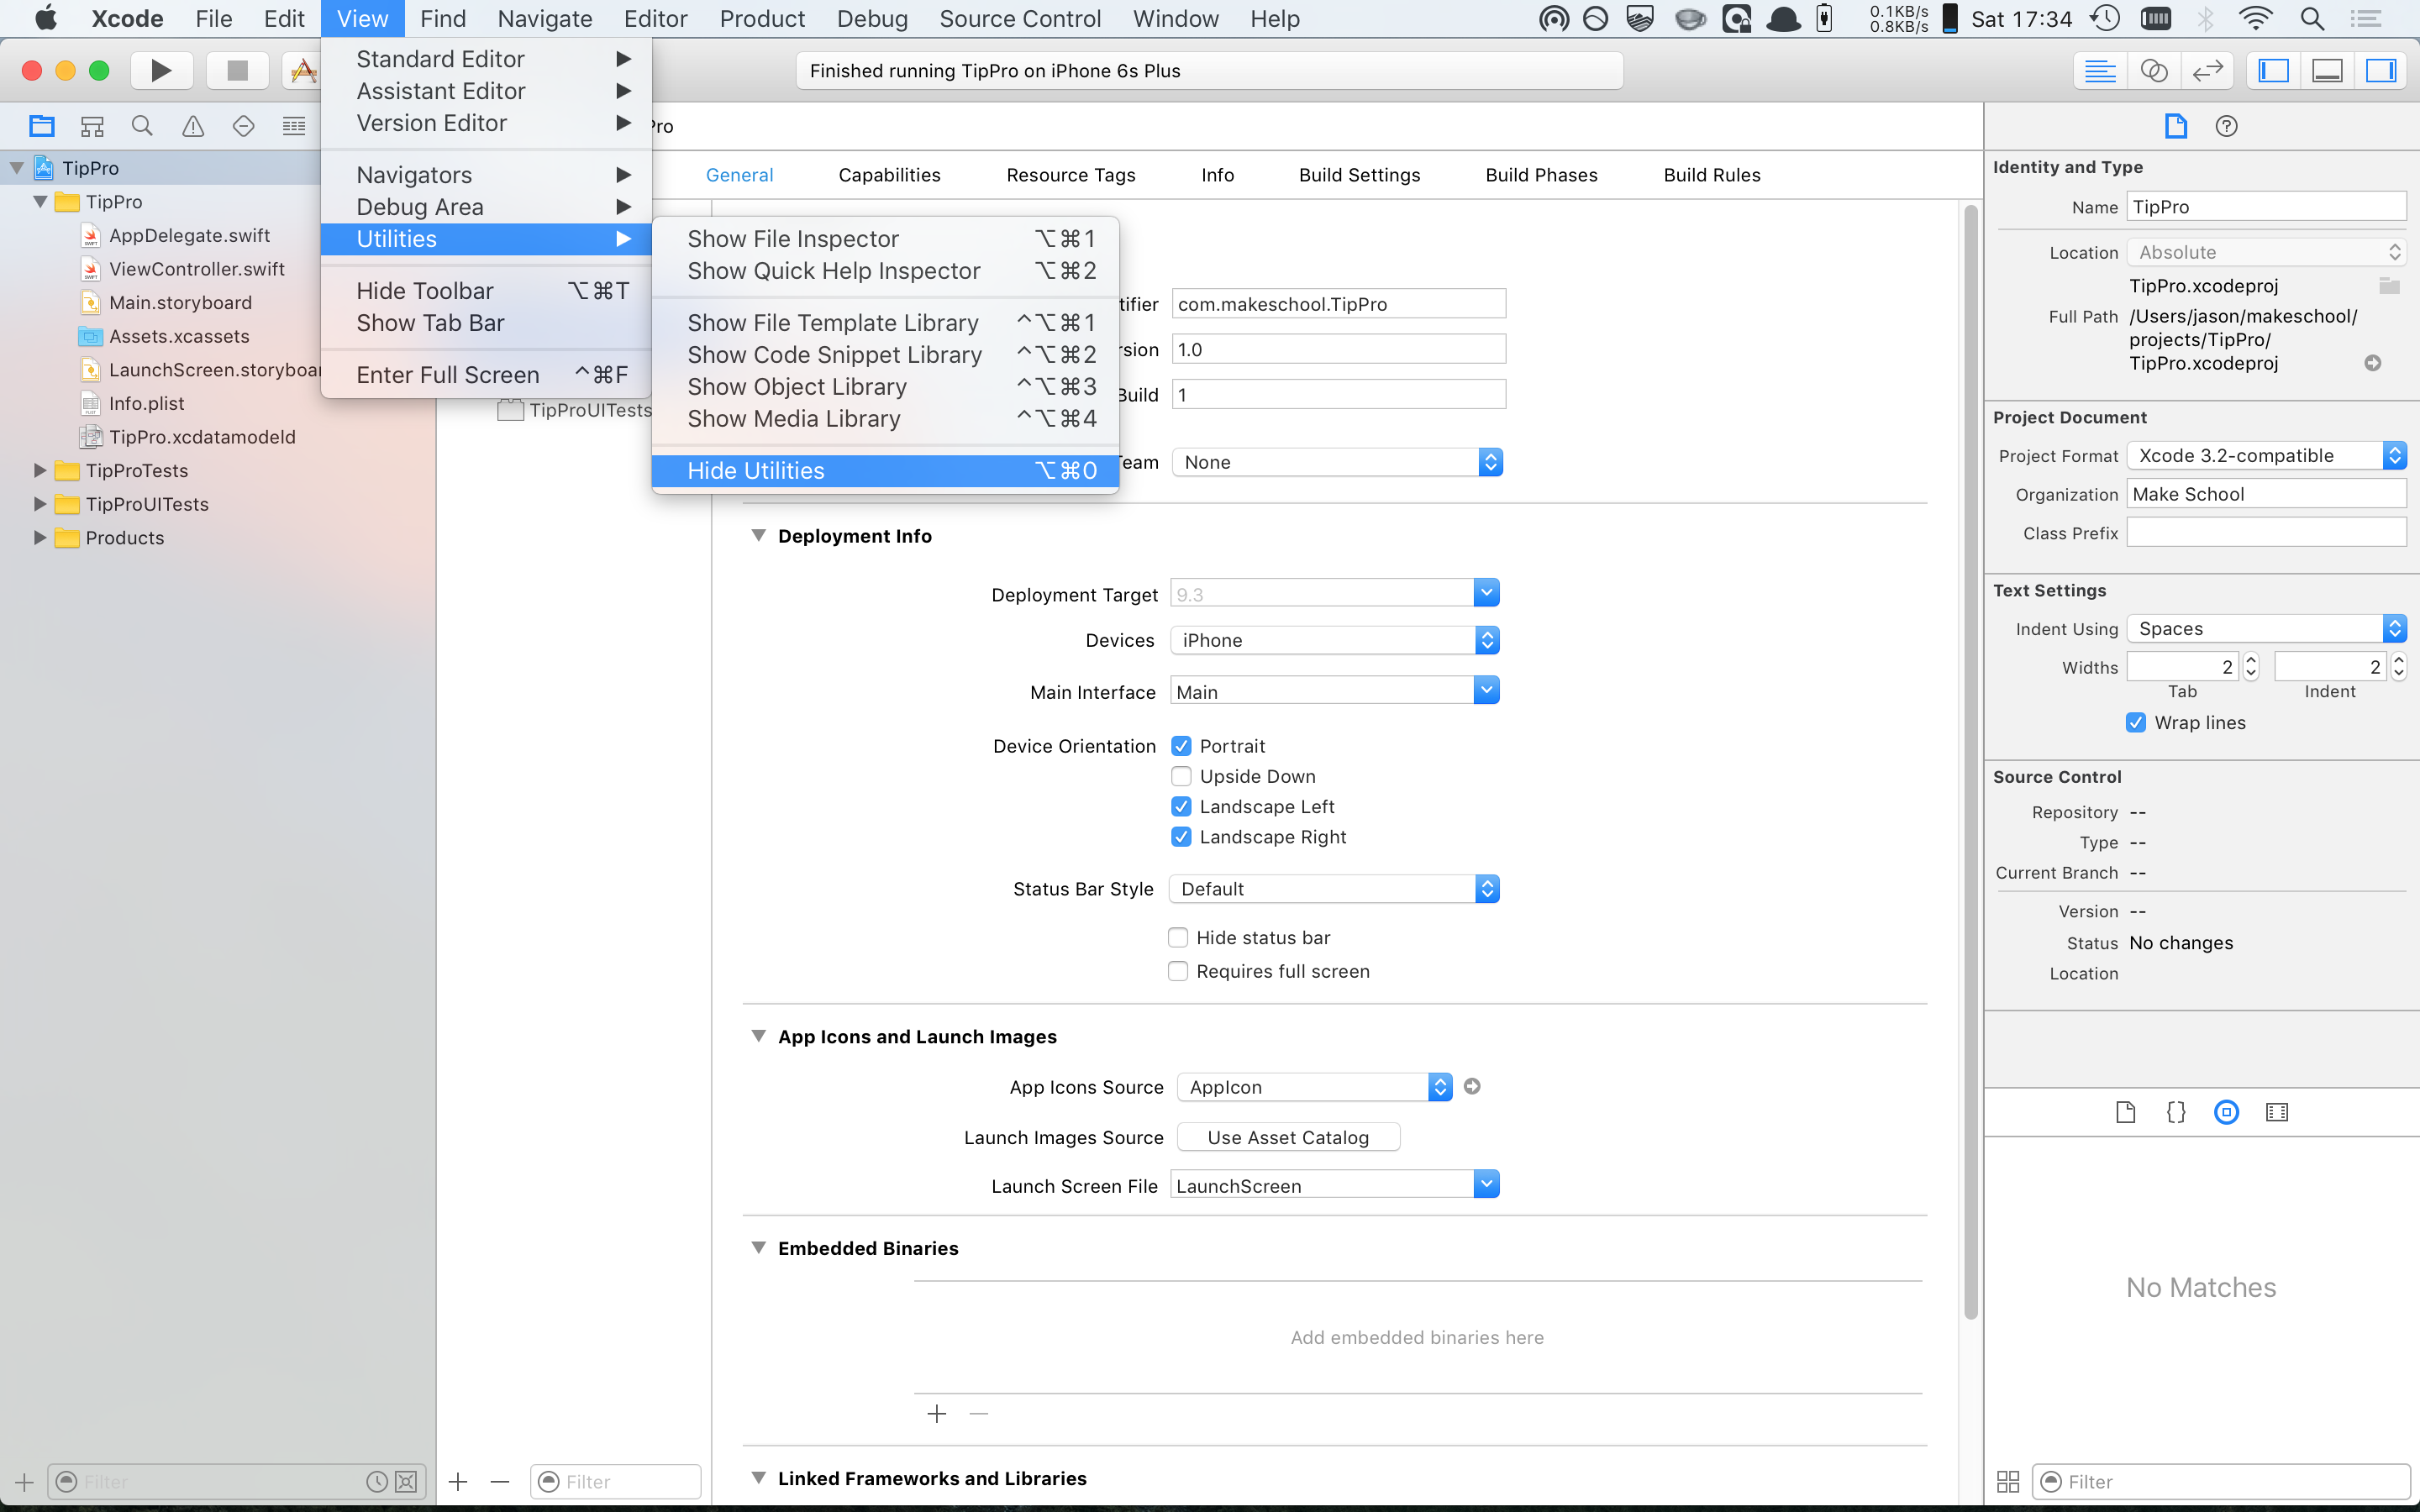 Xcode File Edit View Find Navigate Editor Product Debug Source Control Window Help 0.1KB/s 0.8KB/s Sat 17:34
Finished running TipPro on iPhone 6s Plus
Standard Editor
Assistant Editor
Version Editor
Navigators
Debug Area
Utilities
Hide Toolbar ⌥⌘T
Show Tab Bar
Enter Full Screen ^⌘F
Show File Inspector ⌥⌘1
Show Quick Help Inspector ⌥⌘2
Show File Template Library ^⌥⌘1
Show Code Snippet Library ^⌥⌘2
Show Object Library ^⌥⌘3
Show Media Library ^⌥⌘4
Hide Utilities ⌥⌘0
TipPro
TipPro
AppDelegate.swift
ViewController.swift
Main.storyboard
Assets.xcassets
LaunchScreen.storyboar
Info.plist
TipPro.xcdatamodeld
TipProTests
TipProUITests
Products
Filter
Pro
TipProUITests
Filter
General Capabilities Resource Tags Info Build Settings Build Phases Build Rules
tifier com.makeschool.TipPro
rsion 1.0
Build 1
Team None
Deployment Info
Deployment Target 9.3
Devices iPhone
Main Interface Main
Device Orientation Portrait
Upside Down
Landscape Left
Landscape Right
Status Bar Style Default
Hide status bar
Requires full screen
App Icons and Launch Images
App Icons Source AppIcon
Launch Images Source Use Asset Catalog
Launch Screen File LaunchScreen
Embedded Binaries
Add embedded binaries here
Linked Frameworks and Libraries
Identity and Type
Name TipPro
Location Absolute
TipPro.xcodeproj
Full Path /Users/jason/makeschool/
projects/TipPro/
TipPro.xcodeproj
Project Document
Project Format Xcode 3.2-compatible
Organization Make School
Class Prefix
Text Settings
Indent Using Spaces
Widths 2 2
Tab Indent
Wrap lines
Source Control
Repository --
Type --
Current Branch --
Version --
Status No changes
Location
No Matches
Filter